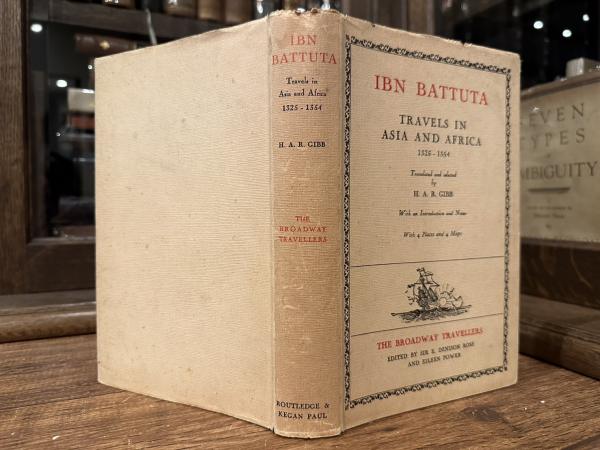 IBN
BATTUTA
Travels in
Asia and Africa
1325 - 1354
H. A. R. GIBB
THE
BROADWAY
TRAVELLERS
ROUTLEDGE &
KEGAN PAUL
IBN BATTUTA
TRAVELS IN
ASIA AND AFRICA
1325 - 1354
Translated and selected
by
H. A. R. GIBB
With an Introduction and Notes
With 4 Plates and 4 Maps
THE BROADWAY TRAVELLERS
EDITED BY SIR E. DENISON ROSS
AND EILEEN POWER
EVEN
TYPES
MBIGUITY